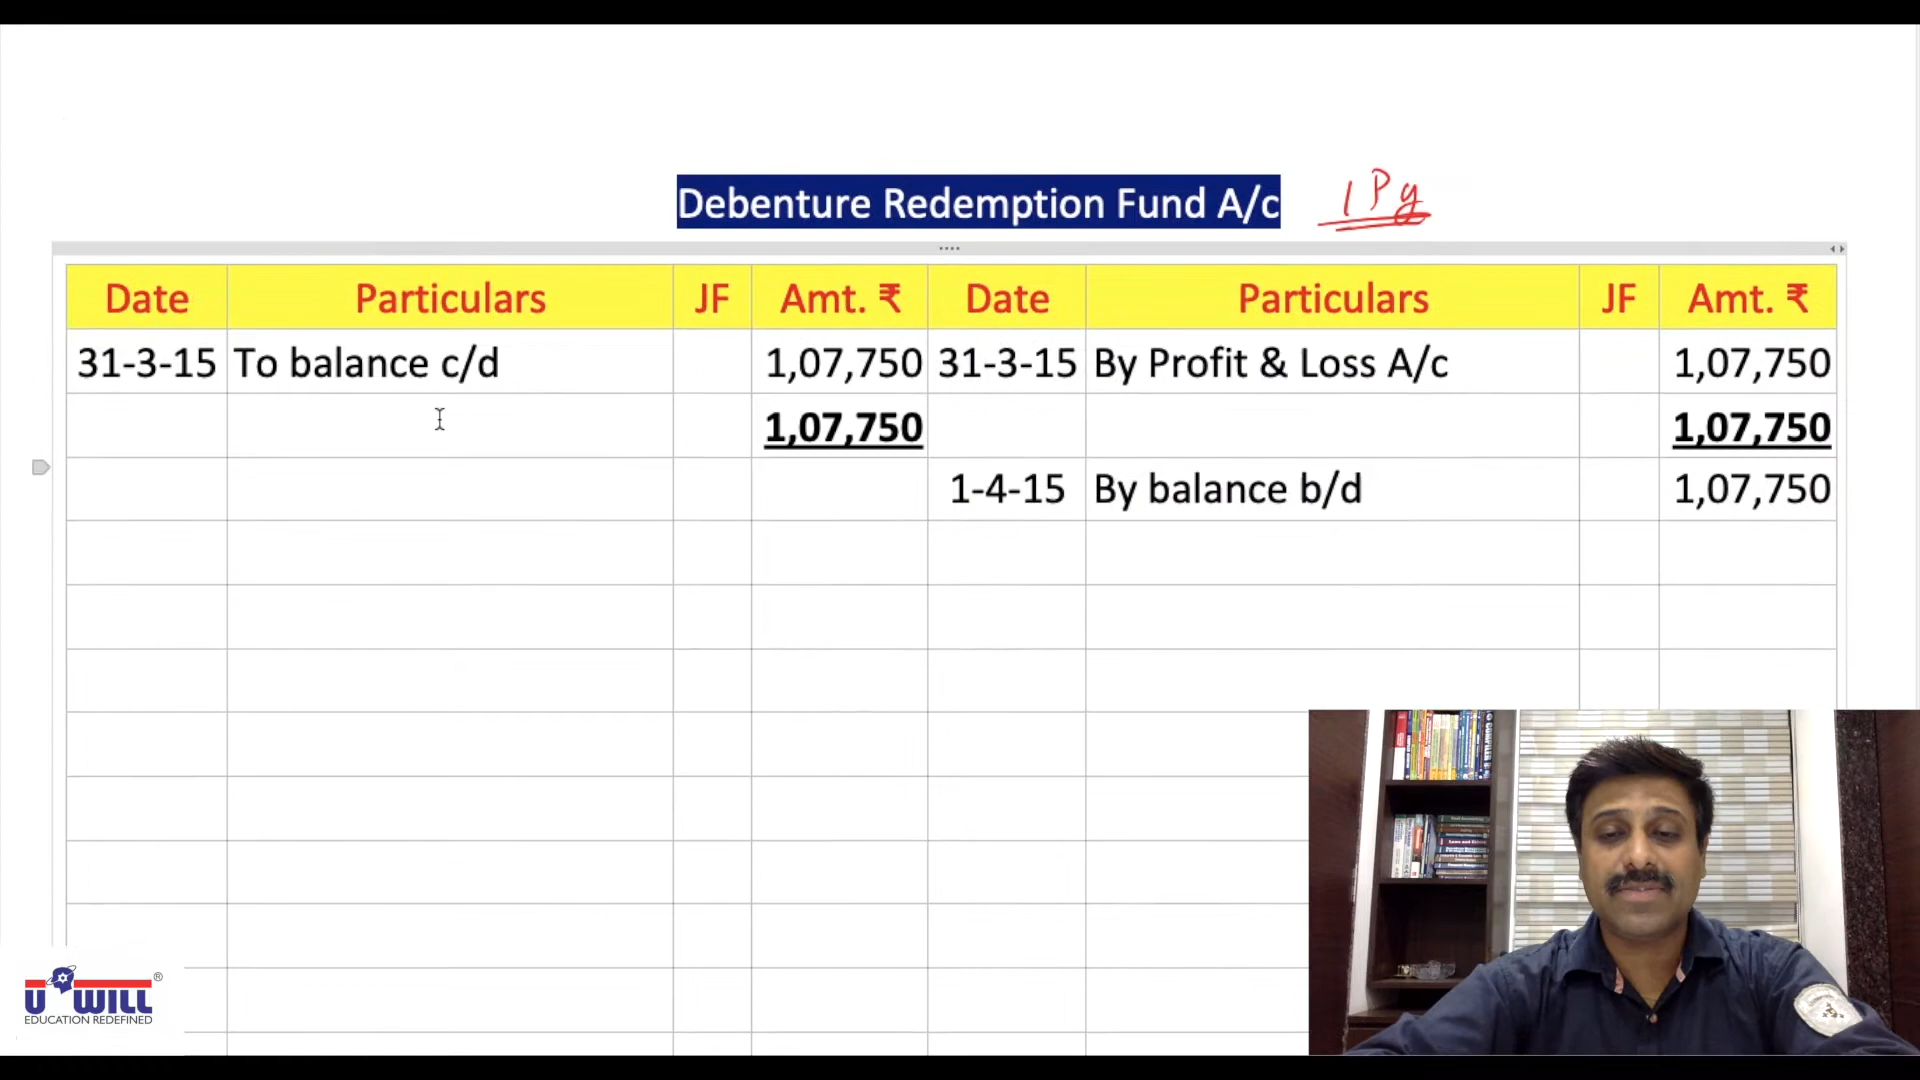 Debenture Redemption Fund A/c 1 Pg
Date Particulars JF Amt. ₹ Date Particulars JF Amt. ₹
31-3-15 To balance c/d 1,07,750 31-3-15 By Profit & Loss A/c 1,07,750
1,07,750 1,07,750
1-4-15 By balance b/d 1,07,750
U WILL ®
EDUCATION REDEFINED